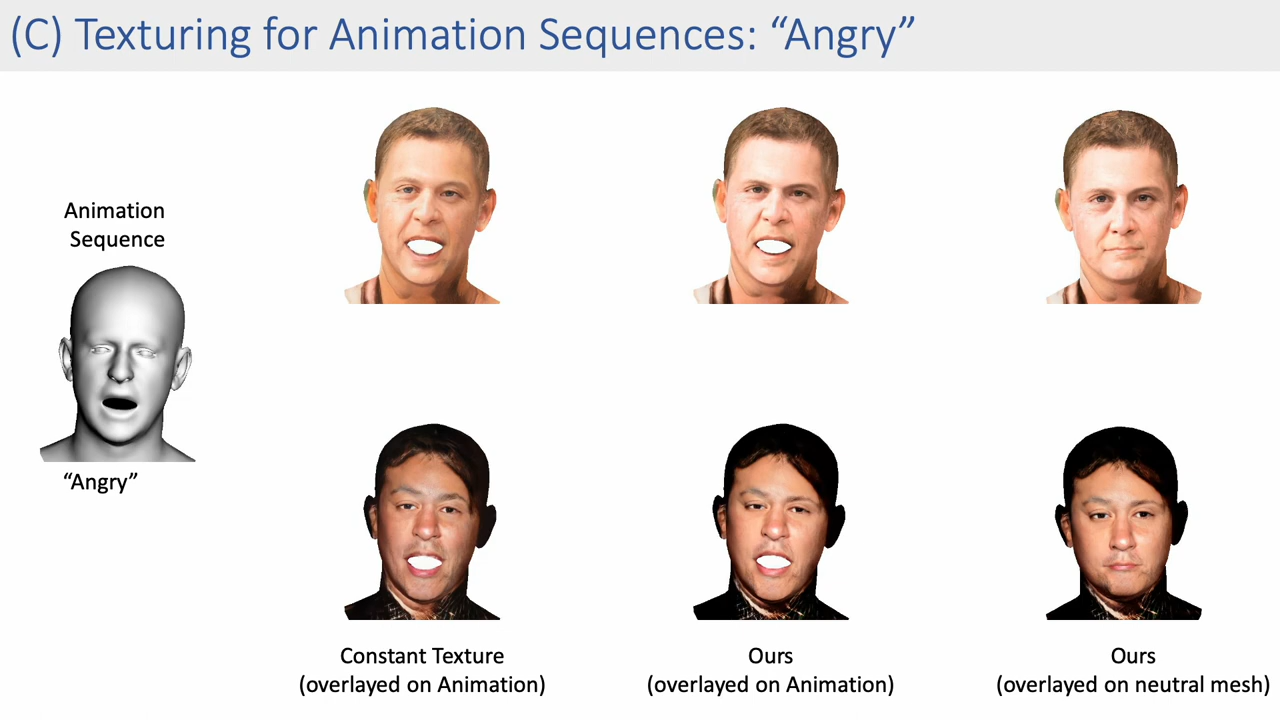 (C) Texturing for Animation Sequences: “Angry”
Animation
Sequence
“Angry”
Constant Texture
(overlayed on Animation)
Ours
(overlayed on Animation)
Ours
(overlayed on neutral mesh)